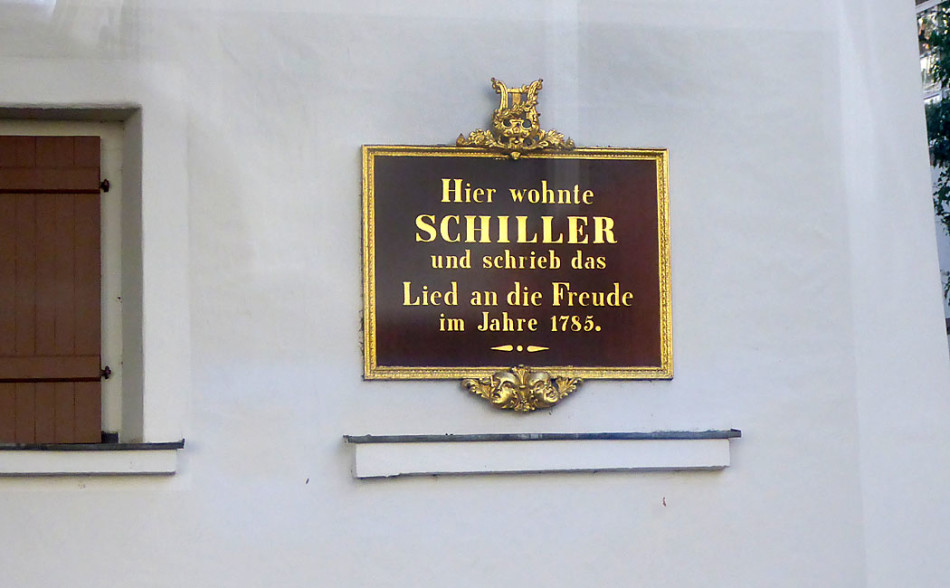 Hier wohnte
SCHILLER
und schrieb das
Lied an die Freude
im Jahre 1785.